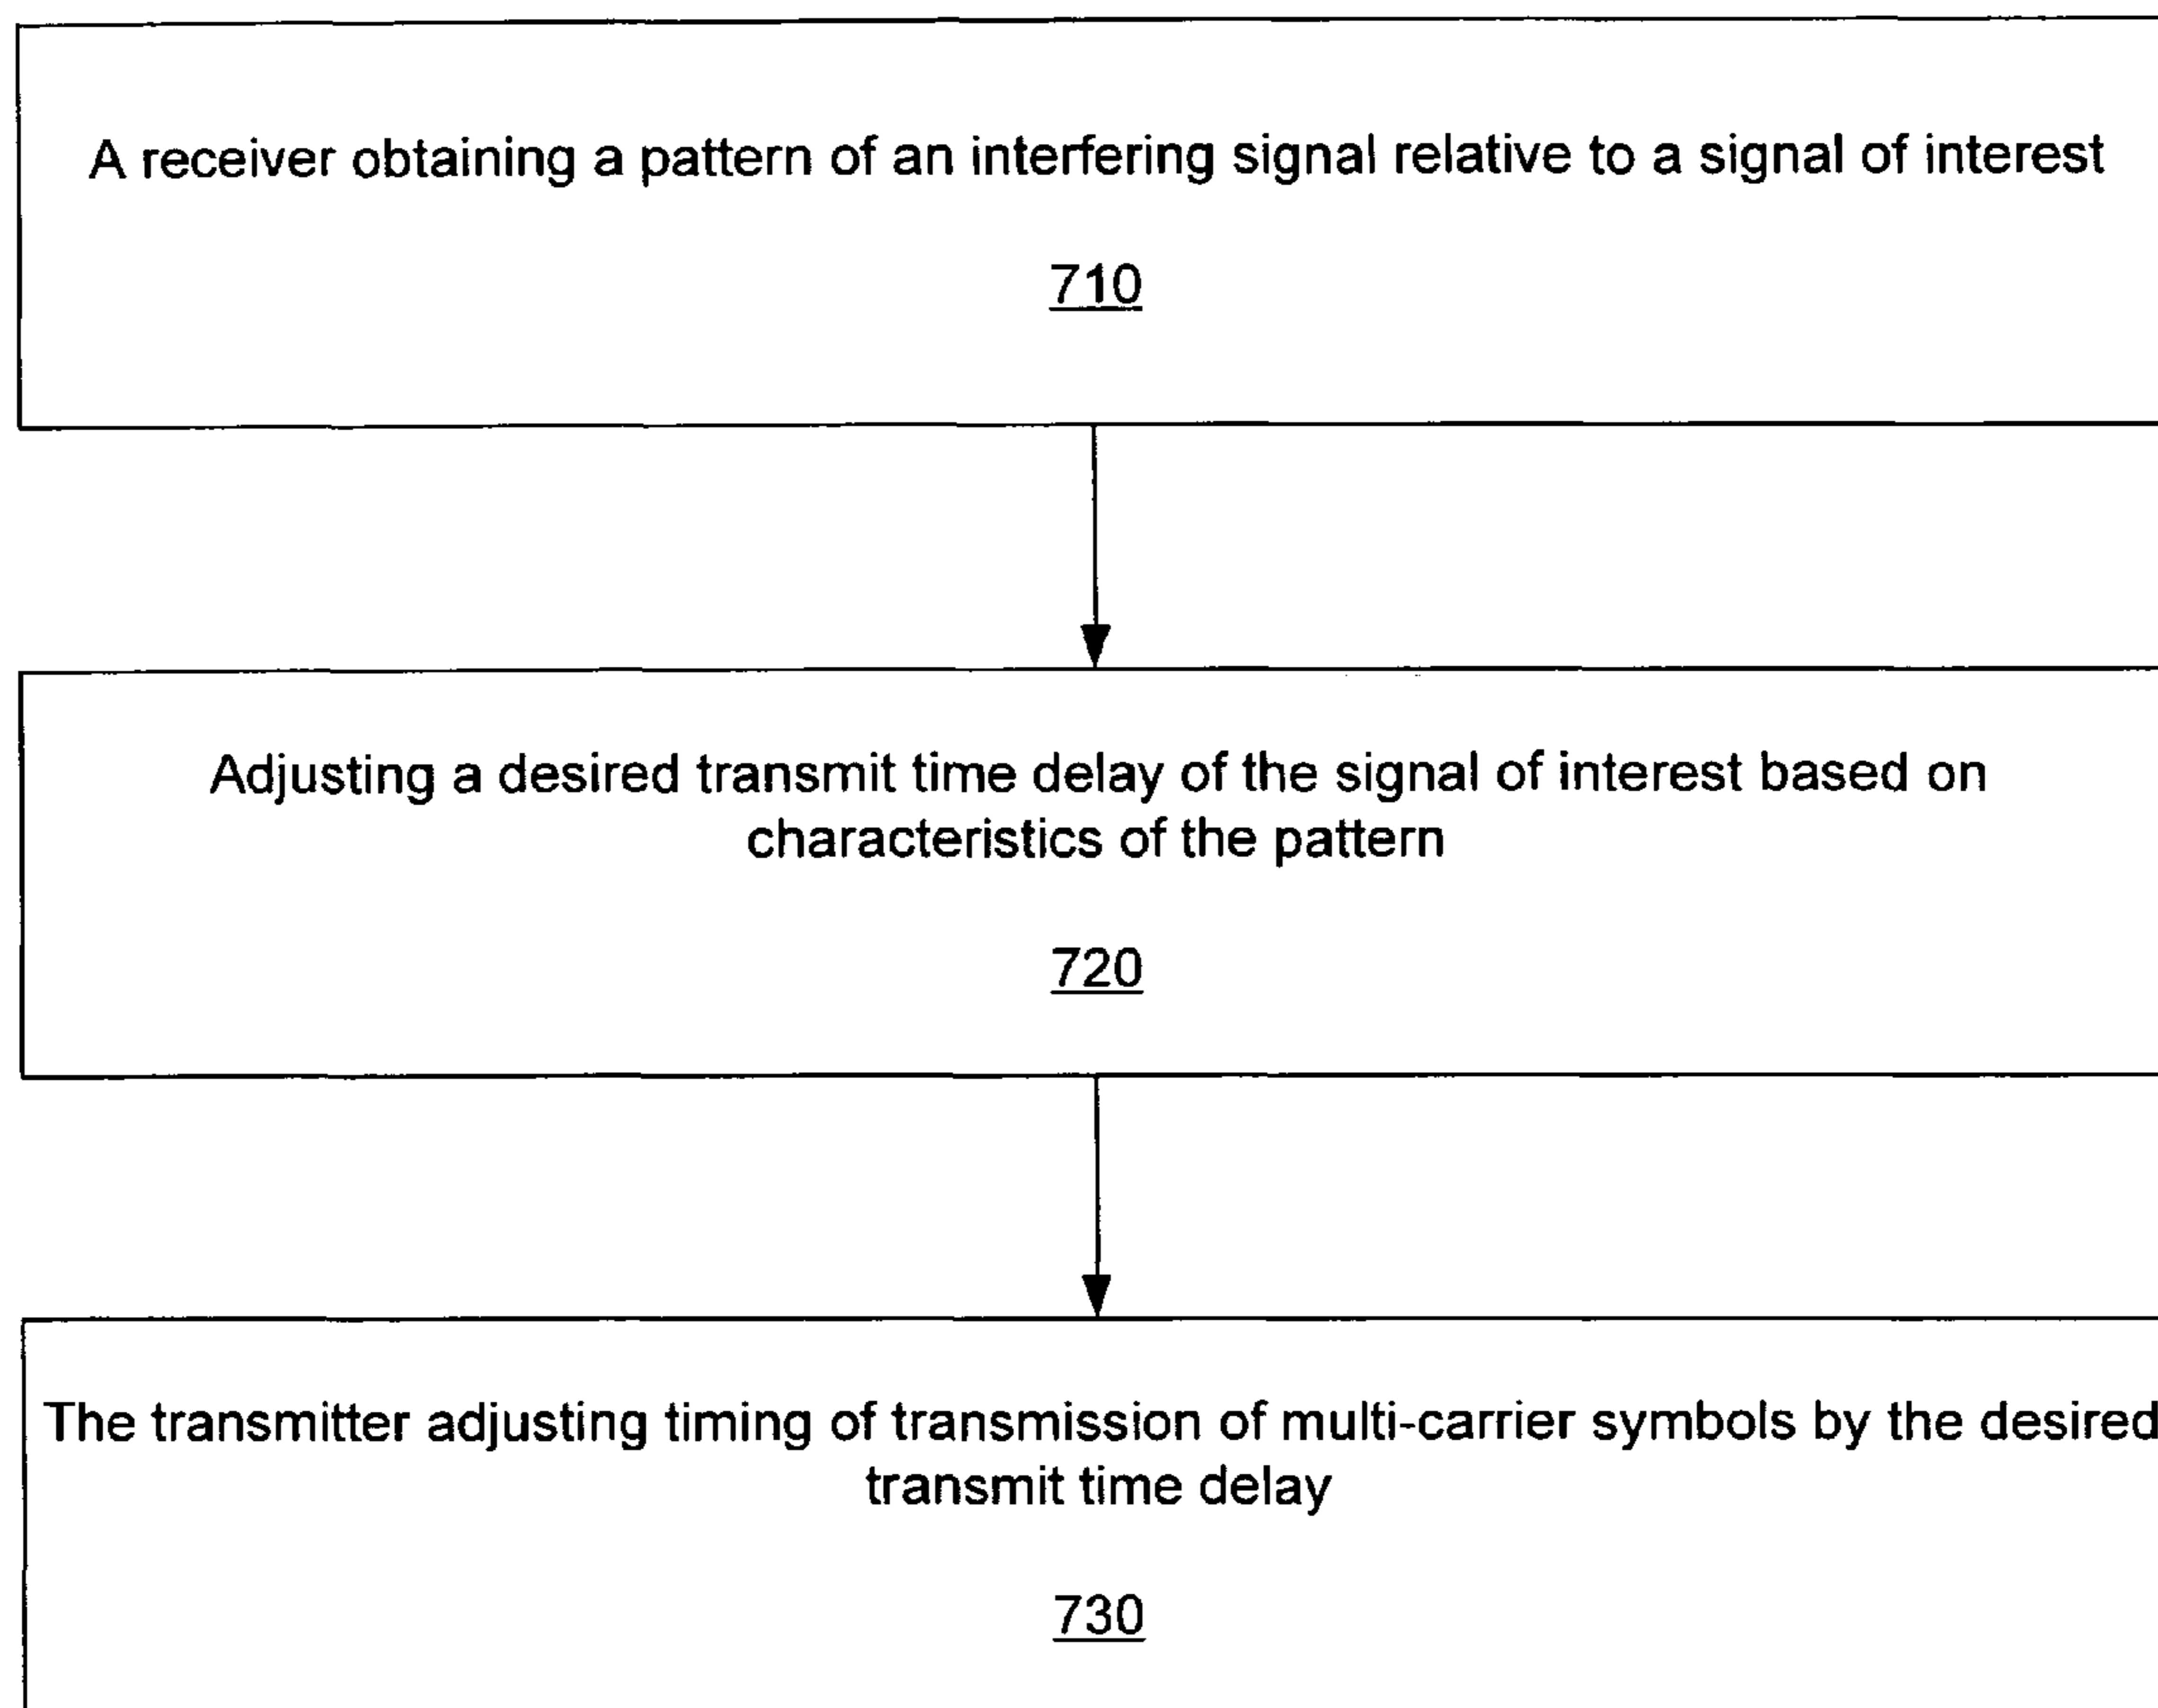 A receiver obtaining a pattern of an interfering signal relative to a signal of interest
710
Adjusting a desired transmit time delay of the signal of interest based on
characteristics of the pattern
720
The transmitter adjusting timing of transmission of multi-carrier symbols by the desired
transmit time delay
730